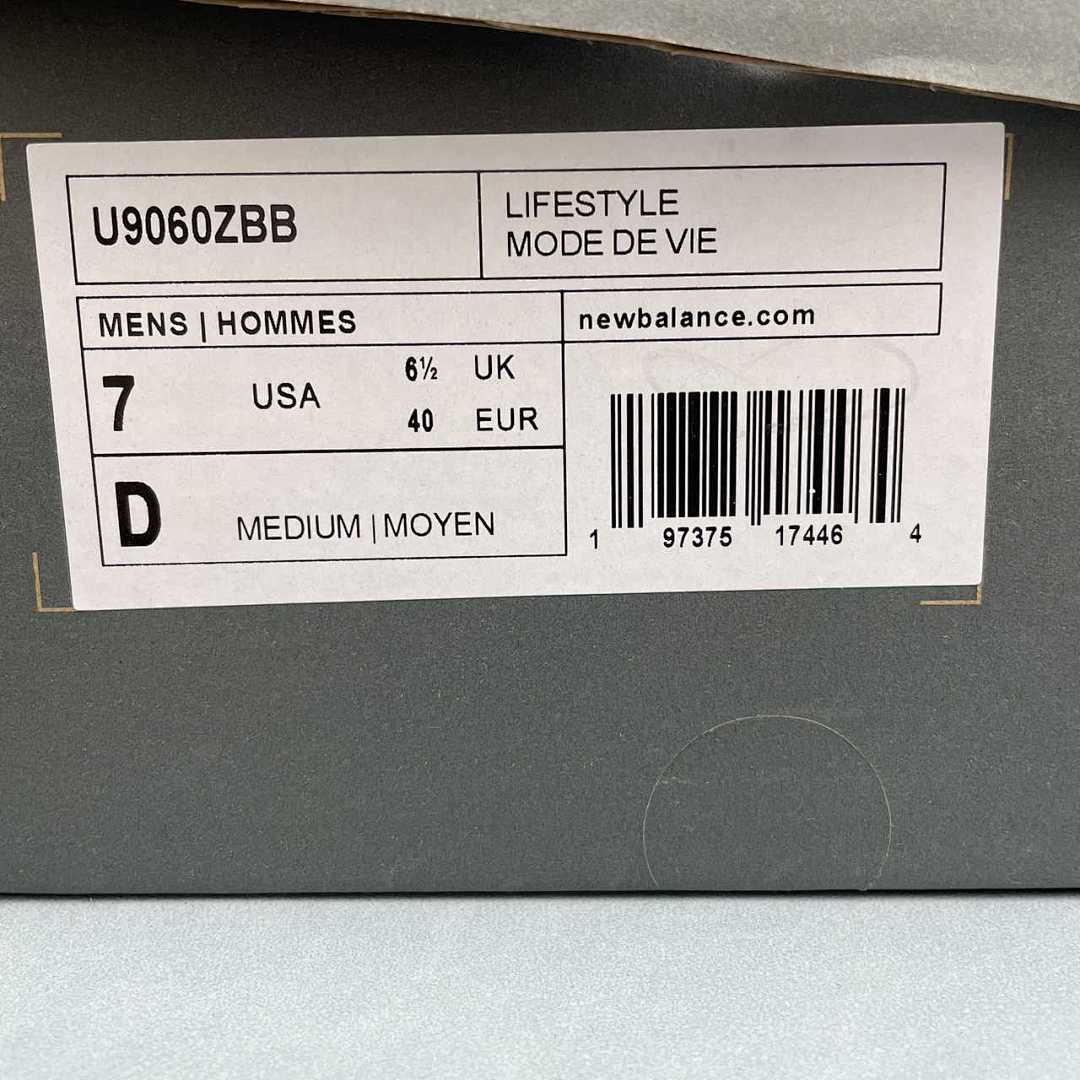 U9060ZBB
LIFESTYLE
MODE DE VIE
MENS | HOMMES
newbalance.com
7 USA 6½ UK
40 EUR
D MEDIUM | MOYEN
1 97375 17446 4